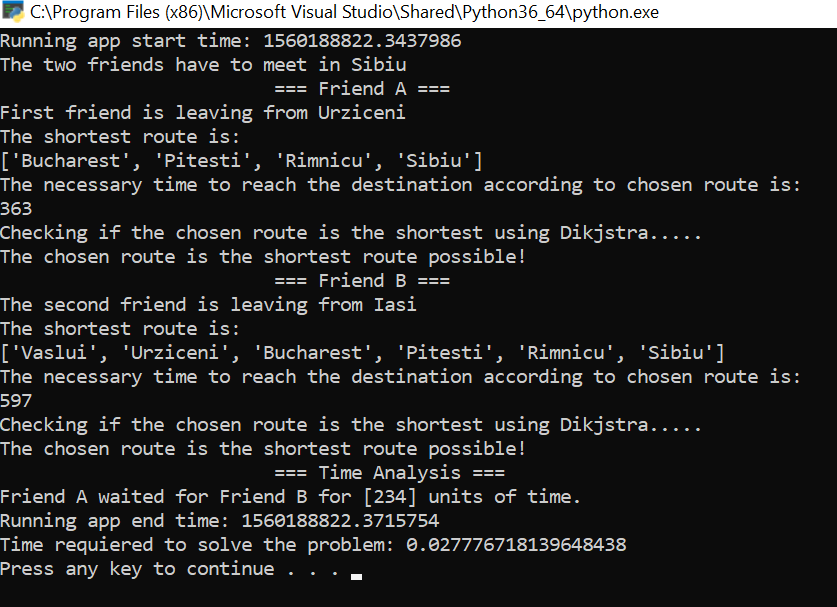 C:\Program Files (x86)\Microsoft Visual Studio\Shared\Python36_64\python.exe
Running app start time: 1560188822.3437986
The two friends have to meet in Sibiu
=== Friend A ===
First friend is leaving from Urziceni
The shortest route is:
['Bucharest', 'Pitesti', 'Rimnicu', 'Sibiu']
The necessary time to reach the destination according to chosen route is:
363
Checking if the chosen route is the shortest using Dikjstra.....
The chosen route is the shortest route possible!
=== Friend B ===
The second friend is leaving from Iasi
The shortest route is:
['Vaslui', 'Urziceni', 'Bucharest', 'Pitesti', 'Rimnicu', 'Sibiu']
The necessary time to reach the destination according to chosen route is:
597
Checking if the chosen route is the shortest using Dikjstra.....
The chosen route is the shortest route possible!
=== Time Analysis ===
Friend A waited for Friend B for [234] units of time.
Running app end time: 1560188822.3715754
Time requiered to solve the problem: 0.027776718139648438
Press any key to continue . . .